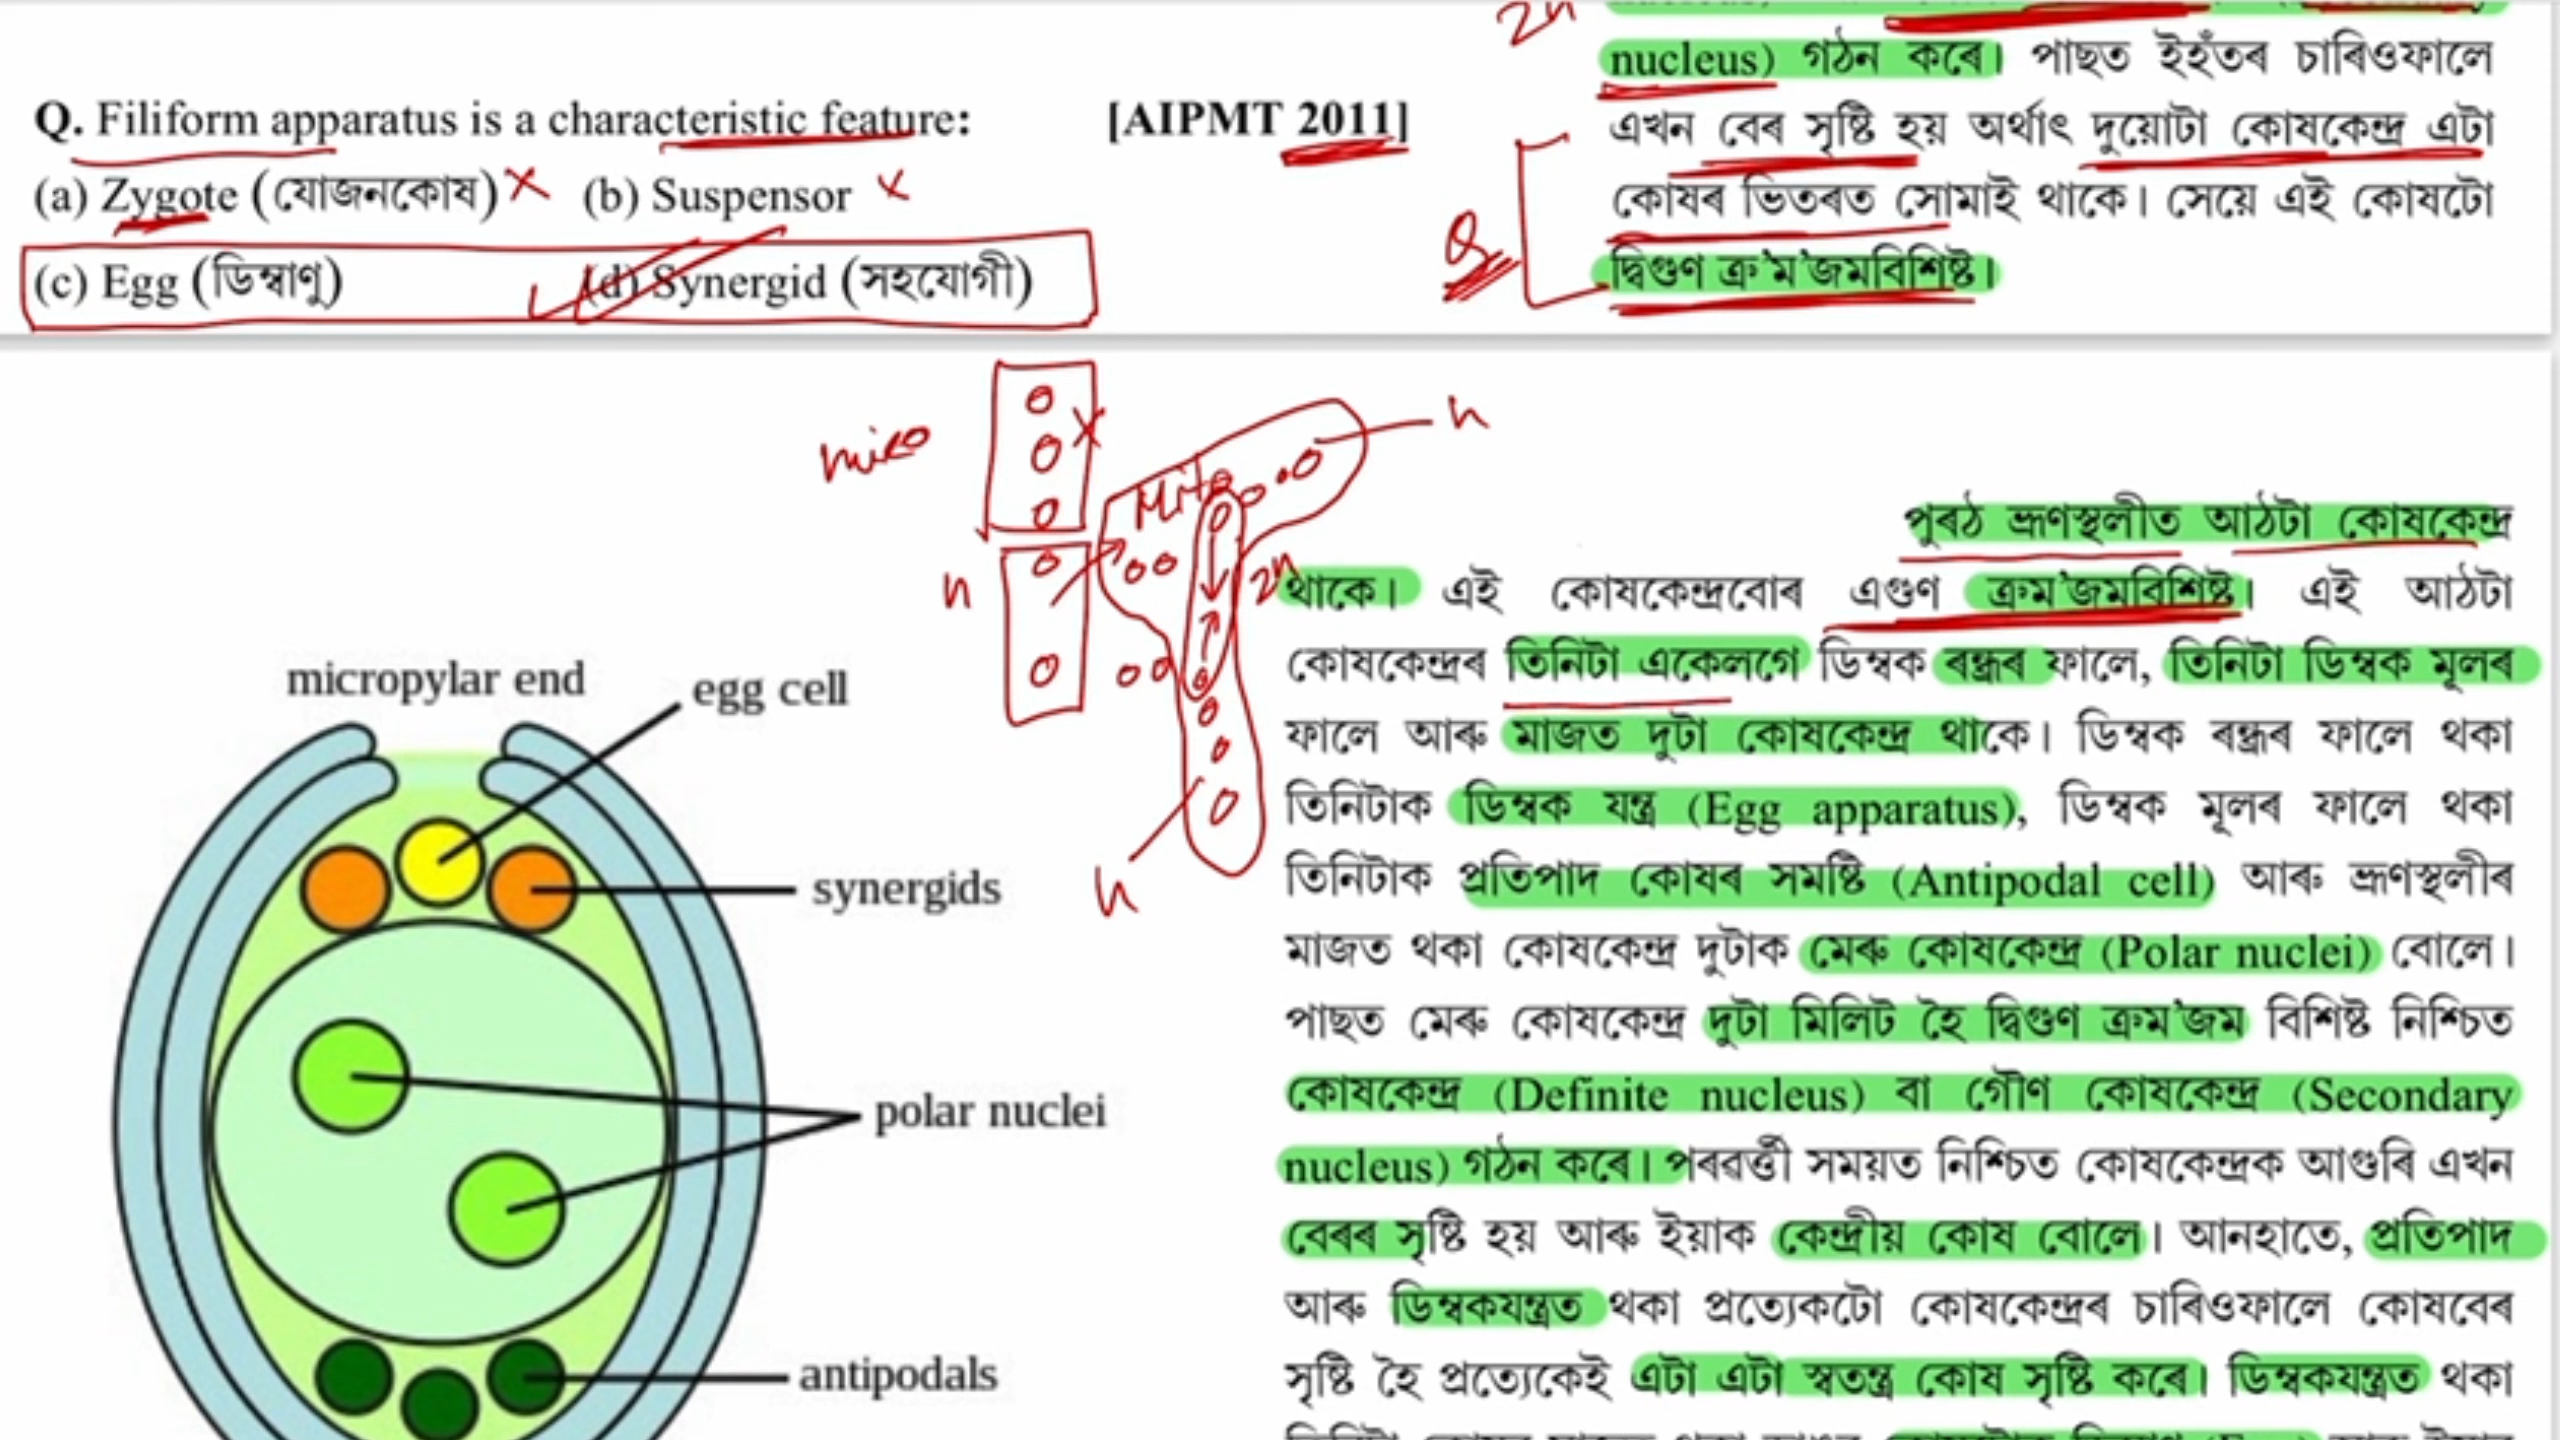 2n
nucleus) গঠন কৰে। পাছত ইহঁতৰ চাৰিওফালে
এখন বেৰ সৃষ্টি হয় অৰ্থাৎ দুয়োটা কোষকেন্দ্ৰ এটা
কোষৰ ভিতৰত সোমাই থাকে। সেয়ে এই কোষটো
দ্বিগুণ ক্ৰ'ম'জমবিশিষ্ট।
Q. Filiform apparatus is a characteristic feature: [AIPMT 2011]
(a) Zygote (যোজনকোষ) (b) Suspensor
(c) Egg (ডিম্বাণু) (d) Synergid (সহযোগী)
n
n
2n
n
micropylar end
egg cell
synergids
polar nuclei
antipodals
পুৰঠ ভ্ৰূণস্থলীত আঠটা কোষকেন্দ্ৰ
থাকে। এই কোষকেন্দ্ৰবোৰ এগুণ ক্ৰম'জমবিশিষ্ট। এই আঠটা
কোষকেন্দ্ৰৰ তিনিটা একেলগে ডিম্বক ৰন্ধ্ৰৰ ফালে, তিনিটা ডিম্বক মূলৰ
ফালে আৰু মাজত দুটা কোষকেন্দ্ৰ থাকে। ডিম্বক ৰন্ধ্ৰৰ ফালে থকা
তিনিটাক ডিম্বক যন্ত্ৰ (Egg apparatus), ডিম্বক মূলৰ ফালে থকা
তিনিটাক প্ৰতিপাদ কোষৰ সমষ্টি (Antipodal cell) আৰু ভ্ৰূণস্থলীৰ
মাজত থকা কোষকেন্দ্ৰ দুটাক মেৰু কোষকেন্দ্ৰ (Polar nuclei) বোলে।
পাছত মেৰু কোষকেন্দ্ৰ দুটা মিলিট হৈ দ্বিগুণ ক্ৰম'জম বিশিষ্ট নিশ্চিত
কোষকেন্দ্ৰ (Definite nucleus) বা গৌণ কোষকেন্দ্ৰ (Secondary
nucleus) গঠন কৰে। পৰৱৰ্ত্তী সময়ত নিশ্চিত কোষকেন্দ্ৰক আগুৰি এখন
বেৰৰ সৃষ্টি হয় আৰু ইয়াক কেন্দ্ৰীয় কোষ বোলে। আনহাতে, প্ৰতিপাদ
আৰু ডিম্বকযন্ত্ৰত থকা প্ৰত্যেকটো কোষকেন্দ্ৰৰ চাৰিওফালে কোষবেৰ
সৃষ্টি হৈ প্ৰত্যেকেই এটা এটা স্বতন্ত্ৰ কোষ সৃষ্টি কৰে। ডিম্বকযন্ত্ৰত থকা